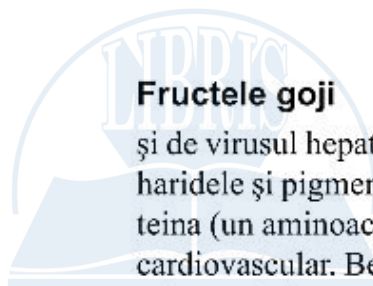 LIBRIS
Fructele goji
şi de virusul hepat
haridele şi pigmen
teina (un aminoac
cardiovascular. Be